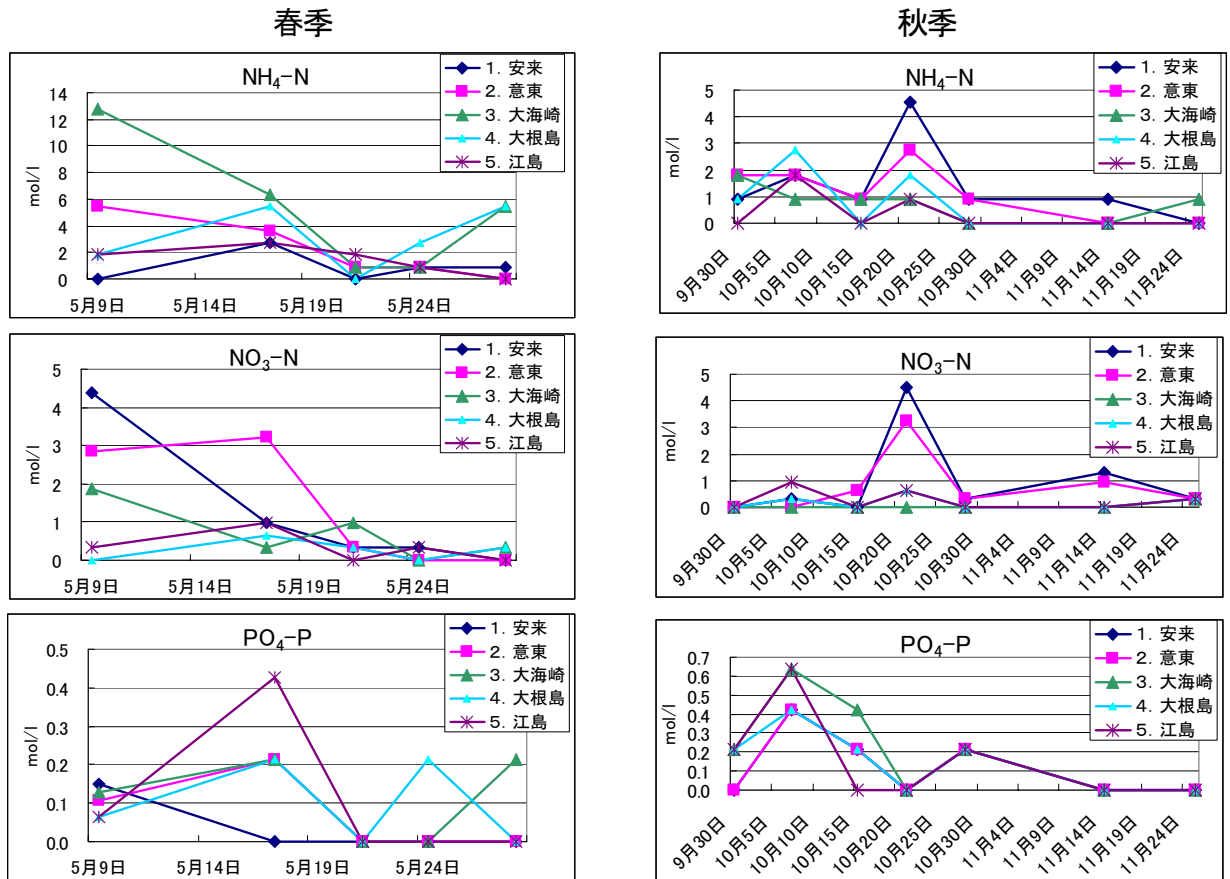 春季
秋季
NH₄-N
mol/l
14
12
10
8
6
4
2
0
5月9日 5月14日 5月19日 5月24日
1. 安来
2. 意東
3. 大海崎
4. 大根島
5. 江島
NH₄-N
mol/l
5
4
3
2
1
0
9月30日 10月5日 10月10日 10月15日 10月20日 10月25日 10月30日 11月4日 11月9日 11月14日 11月19日 11月24日
1. 安来
2. 意東
3. 大海崎
4. 大根島
5. 江島
NO₃-N
mol/l
5
4
3
2
1
0
5月9日 5月14日 5月19日 5月24日
1. 安来
2. 意東
3. 大海崎
4. 大根島
5. 江島
NO₃-N
mol/l
5
4
3
2
1
0
9月30日 10月5日 10月10日 10月15日 10月20日 10月25日 10月30日 11月4日 11月9日 11月14日 11月19日 11月24日
1. 安来
2. 意東
3. 大海崎
4. 大根島
5. 江島
PO₄-P
mol/l
0.5
0.4
0.3
0.2
0.1
0.0
5月9日 5月14日 5月19日 5月24日
1. 安来
2. 意東
3. 大海崎
4. 大根島
5. 江島
PO₄-P
mol/l
0.7
0.6
0.5
0.4
0.3
0.2
0.1
0.0
9月30日 10月5日 10月10日 10月15日 10月20日 10月25日 10月30日 11月4日 11月9日 11月14日 11月19日 11月24日
1. 安来
2. 意東
3. 大海崎
4. 大根島
5. 江島